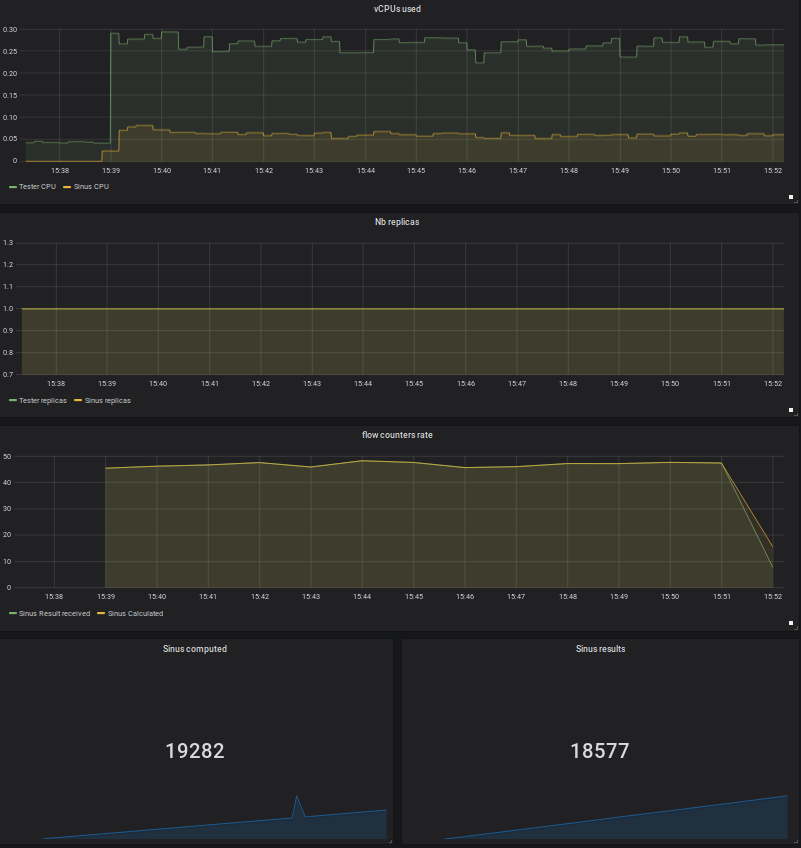 vCPUs used
0.30
0.25
0.20
0.15
0.10
0.05
0
15:38 15:39 15:40 15:41 15:42 15:43 15:44 15:45 15:46 15:47 15:48 15:49 15:50 15:51 15:52
Tester CPU Sinus CPU
Nb replicas
1.3
1.2
1.1
1.0
0.9
0.8
0.7
15:38 15:39 15:40 15:41 15:42 15:43 15:44 15:45 15:46 15:47 15:48 15:49 15:50 15:51 15:52
Tester replicas Sinus replicas
flow counters rate
50
40
30
20
10
0
15:38 15:39 15:40 15:41 15:42 15:43 15:44 15:45 15:46 15:47 15:48 15:49 15:50 15:51 15:52
Sinus Result received Sinus Calculated
Sinus computed
19282
Sinus results
18577